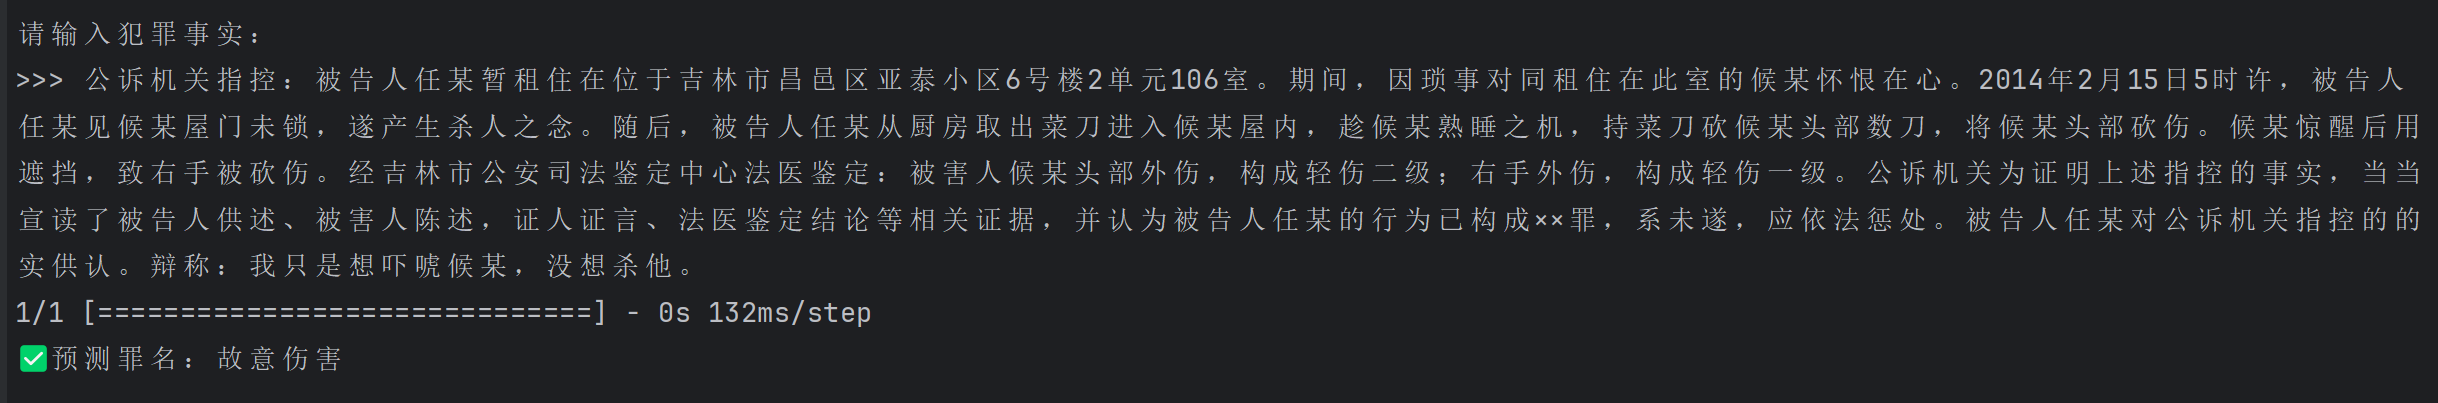 请输入犯罪事实：
>>> 公诉机关指控：被告人任某暂租住在位于吉林市昌邑区亚泰小区6号楼2单元106室。期间，因琐事对同租住在此室的候某怀恨在心。2014年2月15日5时许，被告人
任某见候某屋门未锁，遂产生杀人之念。随后，被告人任某从厨房取出菜刀进入候某屋内，趁候某熟睡之机，持菜刀砍候某头部数刀，将候某头部砍伤。候某惊醒后用
遮挡，致右手被砍伤。经吉林市公安司法鉴定中心法医鉴定：被害人候某头部外伤，构成轻伤二级；右手外伤，构成轻伤一级。公诉机关为证明上述指控的事实，当当
宣读了被告人供述、被害人陈述，证人证言、法医鉴定结论等相关证据，并认为被告人任某的行为已构成××罪，系未遂，应依法惩处。被告人任某对公诉机关指控的的
实供认。辩称：我只是想吓唬候某，没想杀他。
1/1 [==============================] - 0s 132ms/step
✅预测罪名：故意伤害